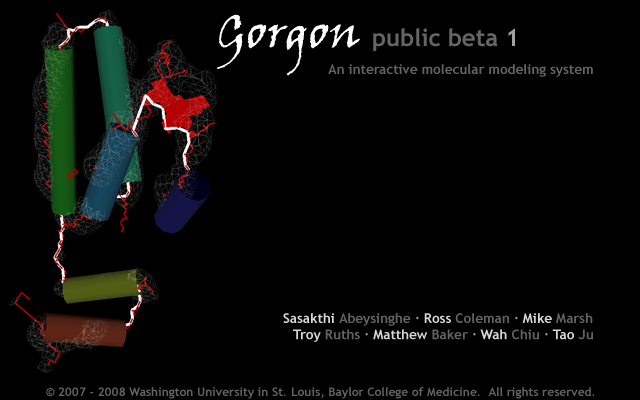 Gorgon public beta 1
An interactive molecular modeling system
Sasakthi Abeysinghe · Ross Coleman · Mike Marsh
Troy Ruths · Matthew Baker · Wah Chiu · Tao Ju
© 2007 - 2008 Washington University in St. Louis, Baylor College of Medicine. All rights reserved.